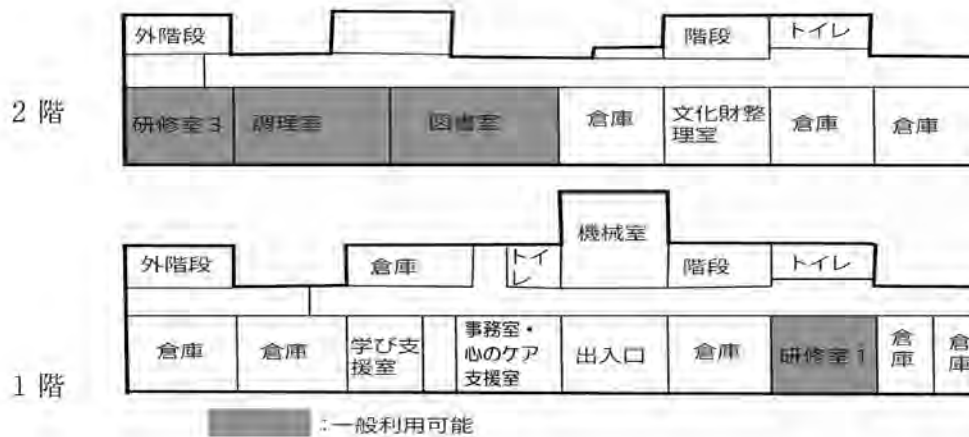 外階段
階段
トイレ
2 階
研修室3
調理室
図書室
倉庫
文化財整
理室
倉庫
倉庫
機械室
外階段
倉庫
トイ
レ
階段
トイレ
1 階
倉庫
倉庫
学び支
援室
事務室・
心のケア
支援室
出入口
倉庫
研修室1
倉
庫
倉
庫
:一般利用可能